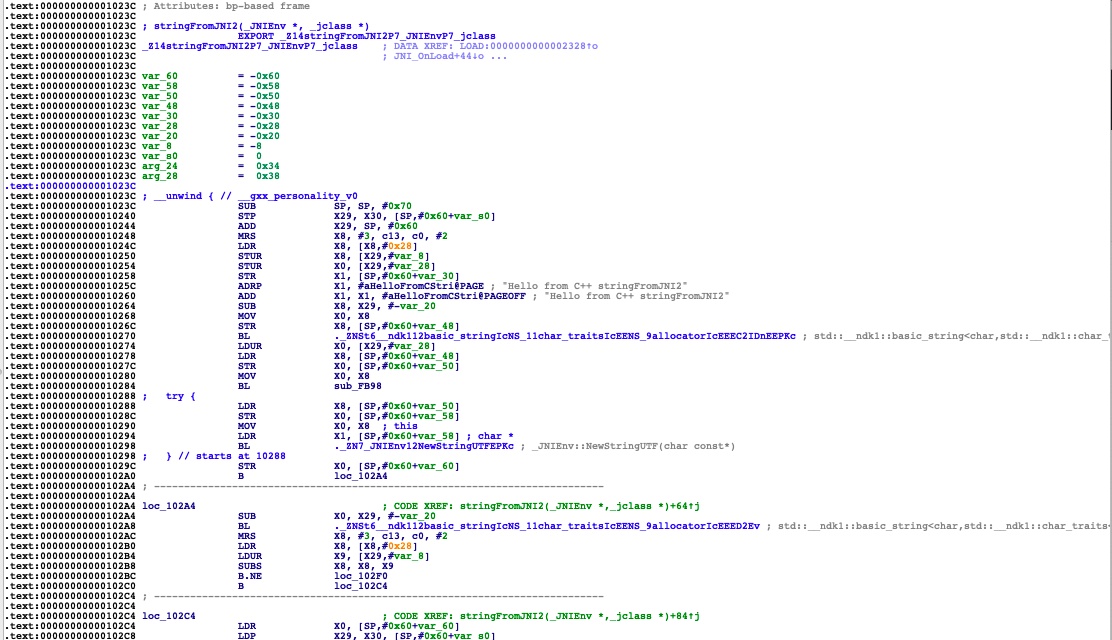 .text:000000000001023C ; Attributes: bp-based frame
.text:000000000001023C
.text:000000000001023C ; stringFromJNI2(_JNIEnv *, _jclass *)
.text:000000000001023C EXPORT _Z14stringFromJNI2P7_JNIEnvP7_jclass
.text:000000000001023C _Z14stringFromJNI2P7_JNIEnvP7_jclass ; DATA XREF: LOAD:0000000000002328↑o
.text:000000000001023C ; JNI_OnLoad+44↓o ...
.text:000000000001023C
.text:000000000001023C var_60 = -0x60
.text:000000000001023C var_58 = -0x58
.text:000000000001023C var_50 = -0x50
.text:000000000001023C var_48 = -0x48
.text:000000000001023C var_30 = -0x30
.text:000000000001023C var_28 = -0x28
.text:000000000001023C var_20 = -0x20
.text:000000000001023C var_8 = -8
.text:000000000001023C var_s0 = 0
.text:000000000001023C arg_24 = 0x34
.text:000000000001023C arg_28 = 0x38
.text:000000000001023C
.text:000000000001023C ; __unwind { // __gxx_personality_v0
.text:000000000001023C SUB SP, SP, #0x70
.text:0000000000010240 STP X29, X30, [SP,#0x60+var_s0]
.text:0000000000010244 ADD X29, SP, #0x60
.text:0000000000010248 MRS X8, #3, c13, c0, #2
.text:000000000001024C LDR X8, [X8,#0x28]
.text:0000000000010250 STUR X8, [X29,#var_8]
.text:0000000000010254 STUR X0, [X29,#var_28]
.text:0000000000010258 STR X1, [SP,#0x60+var_30]
.text:000000000001025C ADRP X1, #aHelloFromCStri@PAGE ; "Hello from C++ stringFromJNI2"
.text:0000000000010260 ADD X1, X1, #aHelloFromCStri@PAGEOFF ; "Hello from C++ stringFromJNI2"
.text:0000000000010264 SUB X8, X29, #-var_20
.text:0000000000010268 MOV X0, X8
.text:000000000001026C STR X8, [SP,#0x60+var_48]
.text:0000000000010270 BL ._ZNSt6__ndk112basic_stringIcNS_11char_traitsIcEENS_9allocatorIcEEEC2IDnEEPKc ; std::__ndk1::basic_string<char,std::__ndk1::char_t
.text:0000000000010274 LDUR X0, [X29,#var_28]
.text:0000000000010278 LDR X8, [SP,#0x60+var_48]
.text:000000000001027C STR X0, [SP,#0x60+var_50]
.text:0000000000010280 MOV X0, X8
.text:0000000000010284 BL sub_FB98
.text:0000000000010288 ; try {
.text:0000000000010288 LDR X8, [SP,#0x60+var_50]
.text:000000000001028C STR X0, [SP,#0x60+var_58]
.text:0000000000010290 MOV X0, X8 ; this
.text:0000000000010294 LDR X1, [SP,#0x60+var_58] ; char *
.text:0000000000010298 BL ._ZN7_JNIEnv12NewStringUTFEPKc ; _JNIEnv::NewStringUTF(char const*)
.text:0000000000010298 ; } // starts at 10288
.text:000000000001029C STR X0, [SP,#0x60+var_60]
.text:00000000000102A0 B loc_102A4
.text:00000000000102A4 ; ---------------------------------------------------------------------------
.text:00000000000102A4
.text:00000000000102A4 loc_102A4 ; CODE XREF: stringFromJNI2(_JNIEnv *,_jclass *)+64↑j
.text:00000000000102A4 SUB X0, X29, #-var_20
.text:00000000000102A8 BL ._ZNSt6__ndk112basic_stringIcNS_11char_traitsIcEENS_9allocatorIcEEED2Ev ; std::__ndk1::basic_string<char,std::__ndk1::char_traits<
.text:00000000000102AC MRS X8, #3, c13, c0, #2
.text:00000000000102B0 LDR X8, [X8,#0x28]
.text:00000000000102B4 LDUR X9, [X29,#var_8]
.text:00000000000102B8 SUBS X8, X8, X9
.text:00000000000102BC B.NE loc_102F0
.text:00000000000102C0 B loc_102C4
.text:00000000000102C4 ; ---------------------------------------------------------------------------
.text:00000000000102C4
.text:00000000000102C4 loc_102C4 ; CODE XREF: stringFromJNI2(_JNIEnv *,_jclass *)+84↑j
.text:00000000000102C4 LDR X0, [SP,#0x60+var_60]
.text:00000000000102C8 LDP X29, X30, [SP,#0x60+var_s0]